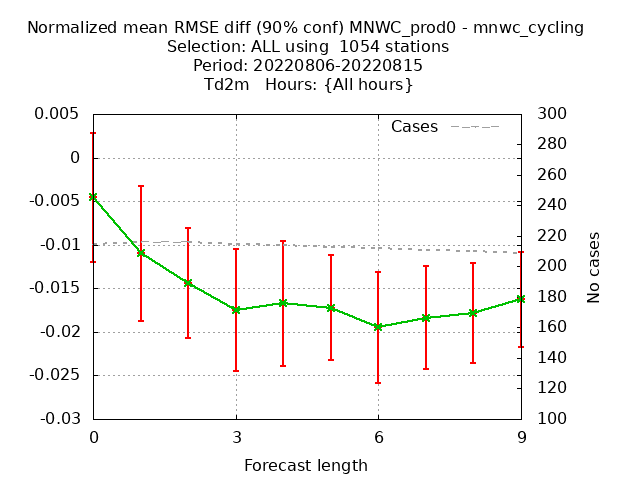 Normalized mean RMSE diff (90% conf) MNWC_prod0 - mnwc_cycling
Selection: ALL using  1054 stations
Period: 20220806-20220815
Td2m   Hours: {All hours}
Cases
0.005
0
-0.005
-0.01
-0.015
-0.02
-0.025
-0.03
300
280
260
240
220
200
180
160
140
120
100
No cases
0 3 6 9
Forecast length